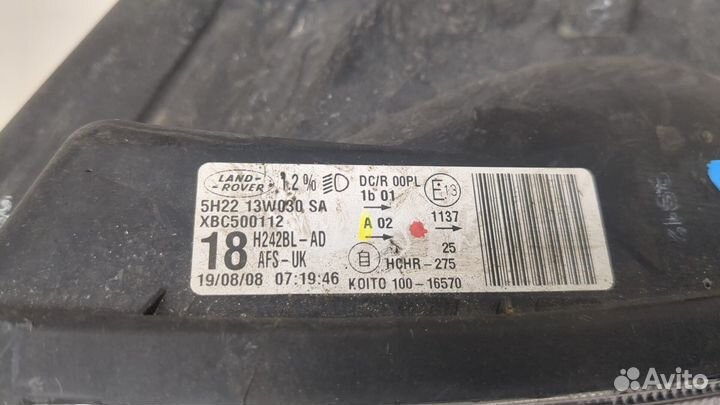 LAND
ROVER
1.2%
DC/R 00PL
1b 01
E13
5H22 13W030 SA
XBC500112
A 02
1137
18
H242BL-AD
AFS-UK
25
HCHR-275
19/08/08 07:19:46
KOITO 100-16570
Avito